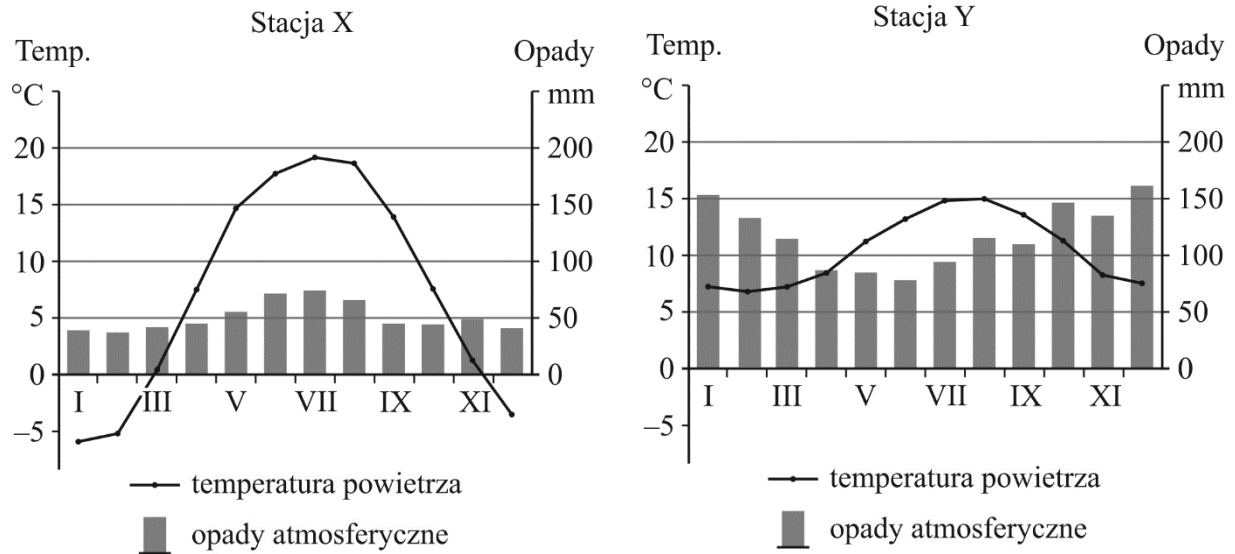 Stacja X
Temp. Opady
°C mm
20 200
15 150
10 100
5 50
0 0
I III V VII IX XI
–5
temperatura powietrza
opady atmosferyczne
Stacja Y
Temp. Opady
°C mm
20 200
15 150
10 100
5 50
0 0
I III V VII IX XI
–5
temperatura powietrza
opady atmosferyczne